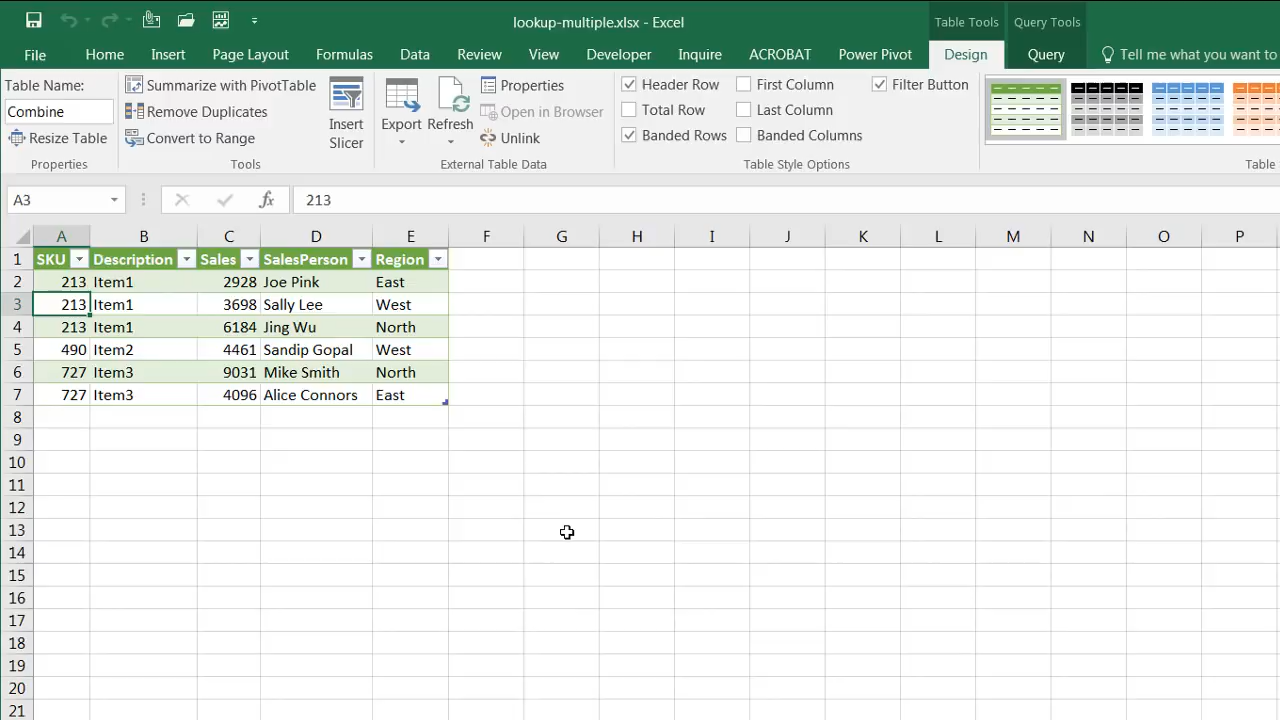 lookup-multiple.xlsx - Excel
Table Tools
Query Tools
File
Home
Insert
Page Layout
Formulas
Data
Review
View
Developer
Inquire
ACROBAT
Power Pivot
Design
Query
Tell me what you want to
Table Name:
Combine
Resize Table
Properties
Summarize with PivotTable
Remove Duplicates
Convert to Range
Tools
Insert
Slicer
Export
Refresh
Properties
Open in Browser
Unlink
External Table Data
Header Row
Total Row
Banded Rows
First Column
Last Column
Banded Columns
Filter Button
Table Style Options
Table
A3
fx
213
A B C D E F G H I J K L M N O P
1 SKU Description Sales SalesPerson Region
2 213 Item1 2928 Joe Pink East
3 213 Item1 3698 Sally Lee West
4 213 Item1 6184 Jing Wu North
5 490 Item2 4461 Sandip Gopal West
6 727 Item3 9031 Mike Smith North
7 727 Item3 4096 Alice Connors East
8
9
10
11
12
13
14
15
16
17
18
19
20
21